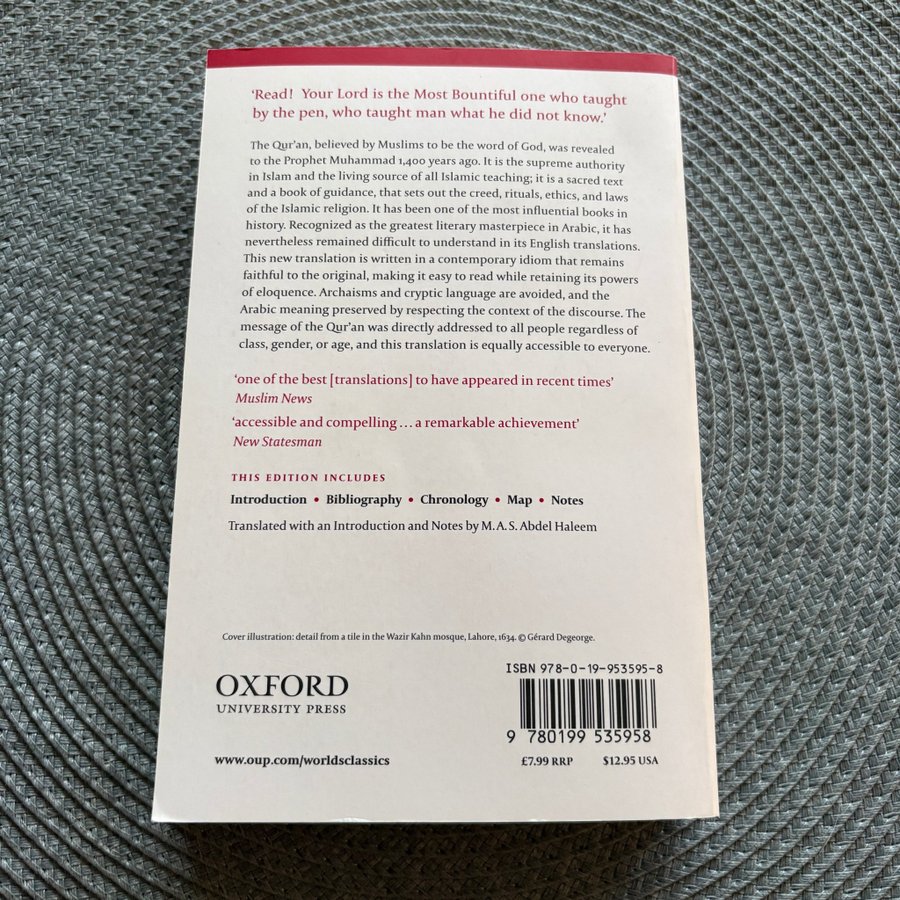 ‘Read! Your Lord is the Most Bountiful one who taught
by the pen, who taught man what he did not know.’
The Qur'an, believed by Muslims to be the word of God, was revealed
to the Prophet Muhammad 1,400 years ago. It is the supreme authority
in Islam and the living source of all Islamic teaching; it is a sacred text
and a book of guidance, that sets out the creed, rituals, ethics, and laws
of the Islamic religion. It has been one of the most influential books in
history. Recognized as the greatest literary masterpiece in Arabic, it has
nevertheless remained difficult to understand in its English translations.
This new translation is written in a contemporary idiom that remains
faithful to the original, making it easy to read while retaining its powers
of eloquence. Archaisms and cryptic language are avoided, and the
Arabic meaning preserved by respecting the context of the discourse. The
message of the Qur'an was directly addressed to all people regardless of
class, gender, or age, and this translation is equally accessible to everyone.
‘one of the best [translations] to have appeared in recent times’
Muslim News
‘accessible and compelling ... a remarkable achievement’
New Statesman
THIS EDITION INCLUDES
Introduction • Bibliography • Chronology • Map • Notes
Translated with an Introduction and Notes by M. A. S. Abdel Haleem
Cover illustration: detail from a tile in the Wazir Kahn mosque, Lahore, 1634. © Gérard Degeorge.
OXFORD
UNIVERSITY PRESS
www.oup.com/worldsclassics
ISBN 978-0-19-953595-8
9 780199 535958
£7.99 RRP $12.95 USA